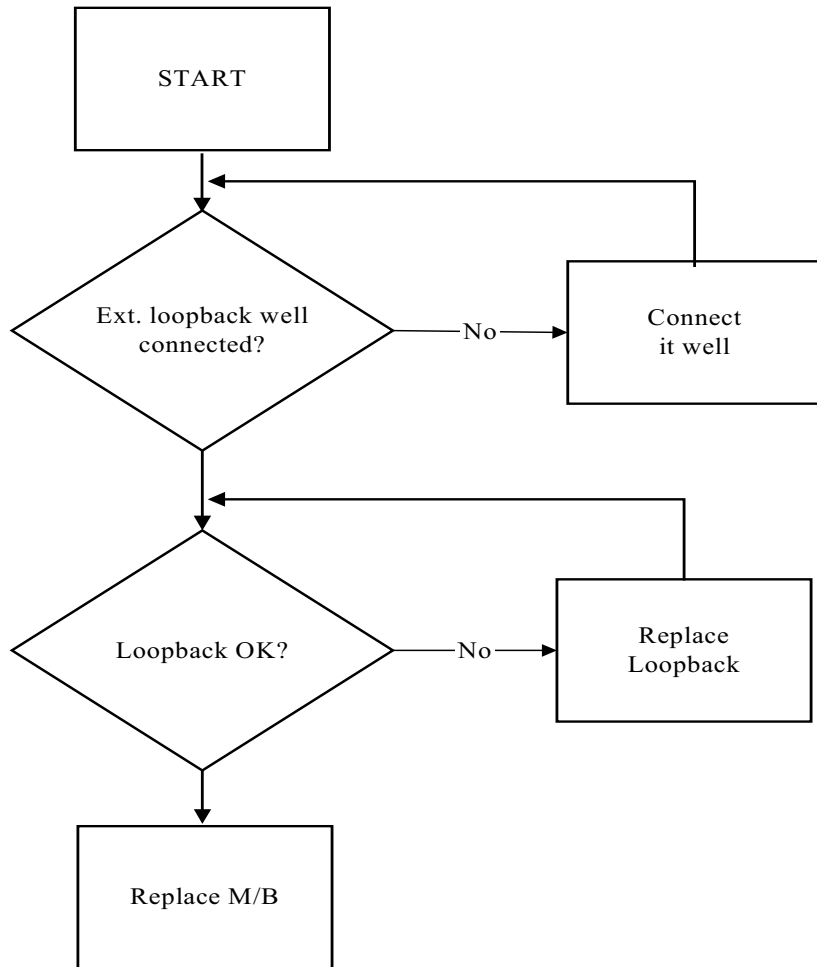 START
Ext. loopback well
connected?
No
Connect
it well
Loopback OK?
No
Replace
Loopback
Replace M/B